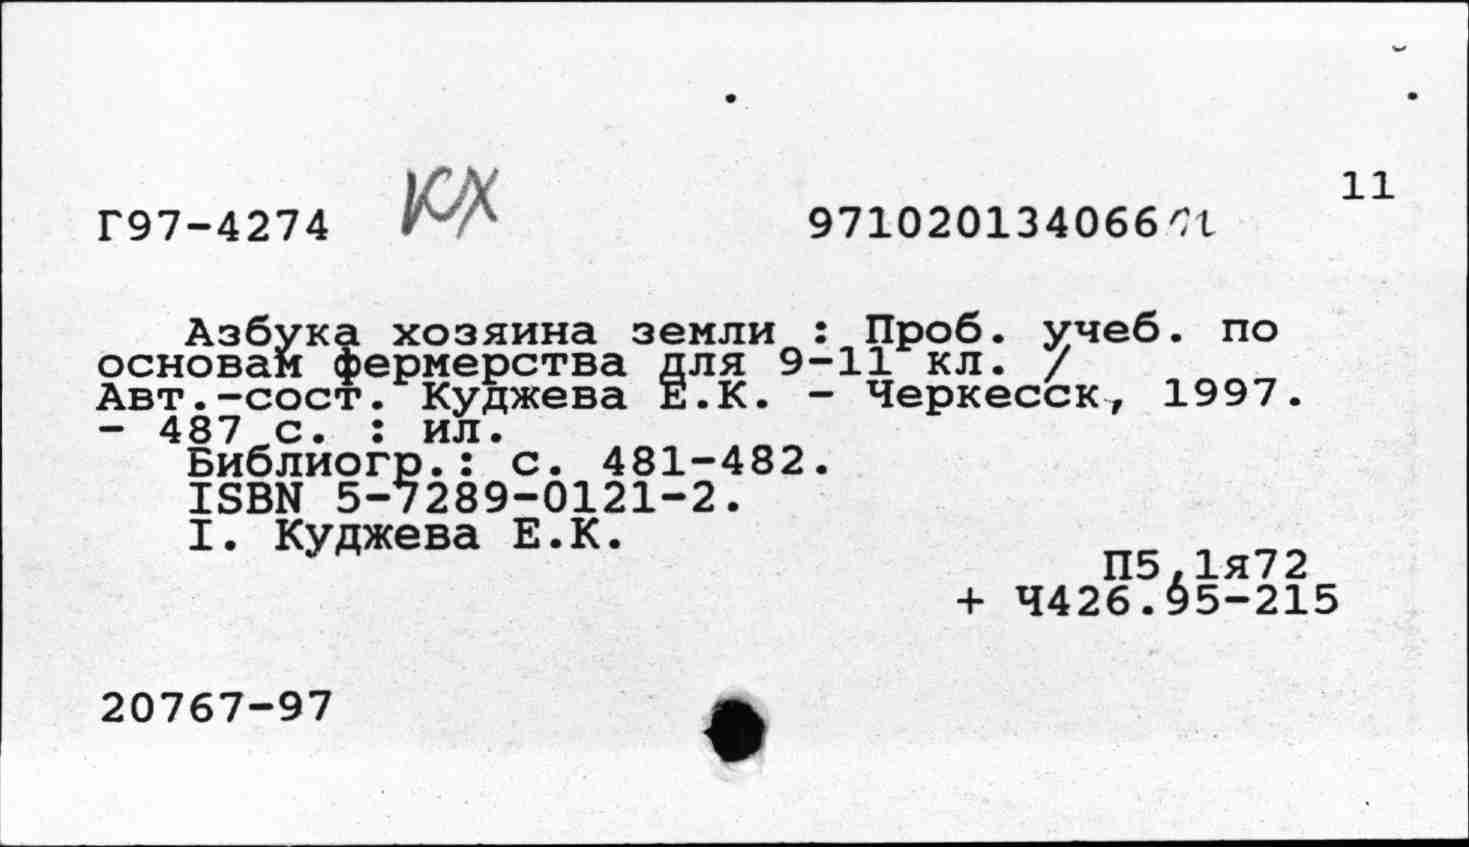 11
Г97-4274 КХ 971020134066
Азбука хозяина земли : Проб. учеб. по
основам фермерства для 9-11 кл. /
Авт.-сост. Куджева Е.К. - Черкесск, 1997.
- 487 с. : ил.
Библиогр.: с. 481-482.
ISBN 5-7289-0121-2.
I. Куджева Е.К.
П5.1я72
+ Ч426.95-215
20767-97